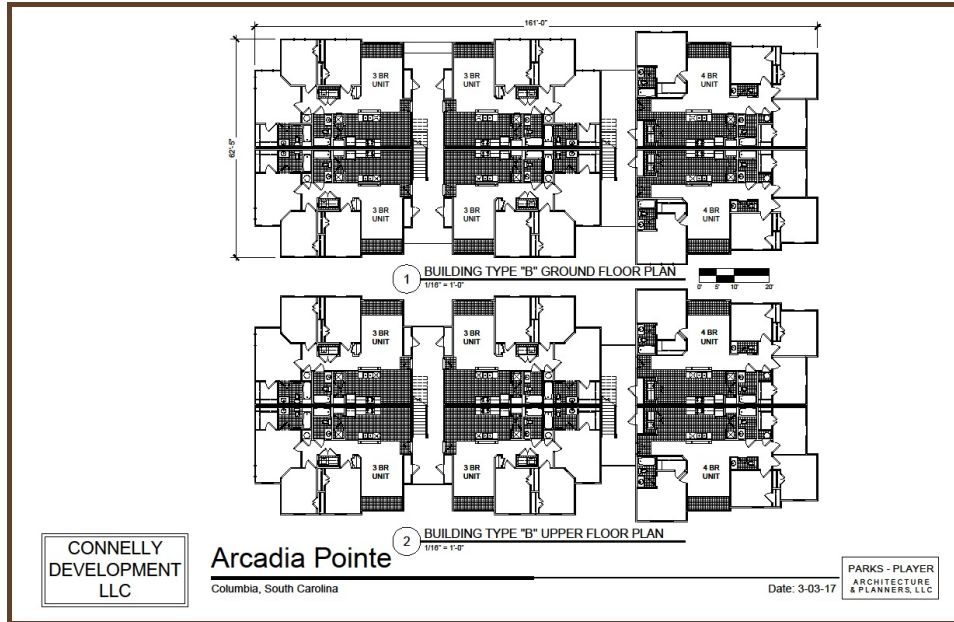 161'-0"
62'-5"
3 BR
UNIT
3 BR
UNIT
4 BR
UNIT
3 BR
UNIT
3 BR
UNIT
4 BR
UNIT
1
BUILDING TYPE "B" GROUND FLOOR PLAN
1/16" = 1'-0"
0' 5' 10' 20'
3 BR
UNIT
3 BR
UNIT
4 BR
UNIT
3 BR
UNIT
3 BR
UNIT
4 BR
UNIT
2
BUILDING TYPE "B" UPPER FLOOR PLAN
1/16" = 1'-0"
CONNELLY
DEVELOPMENT
LLC
Arcadia Pointe
Columbia, South Carolina
Date: 3-03-17
PARKS - PLAYER
ARCHITECTURE
& PLANNERS, LLC